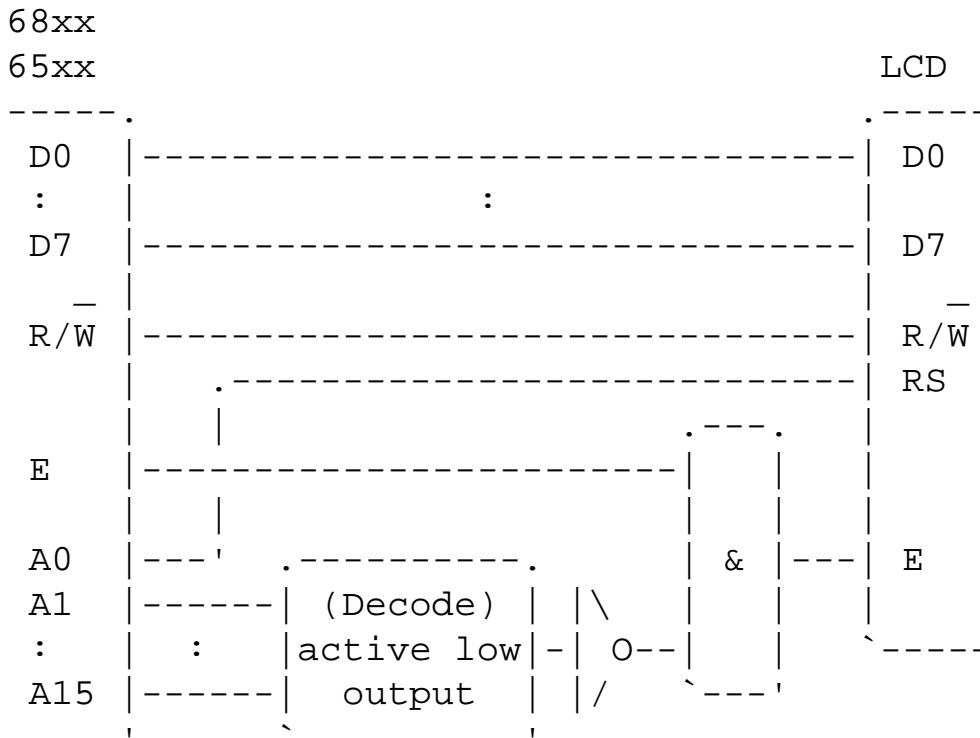 68xx
65xx LCD
D0 D0
: : 
D7 D7
R/W̅ R/W̅
RS
E
A0 & E
A1 (Decode)
: : active low O
A15 output